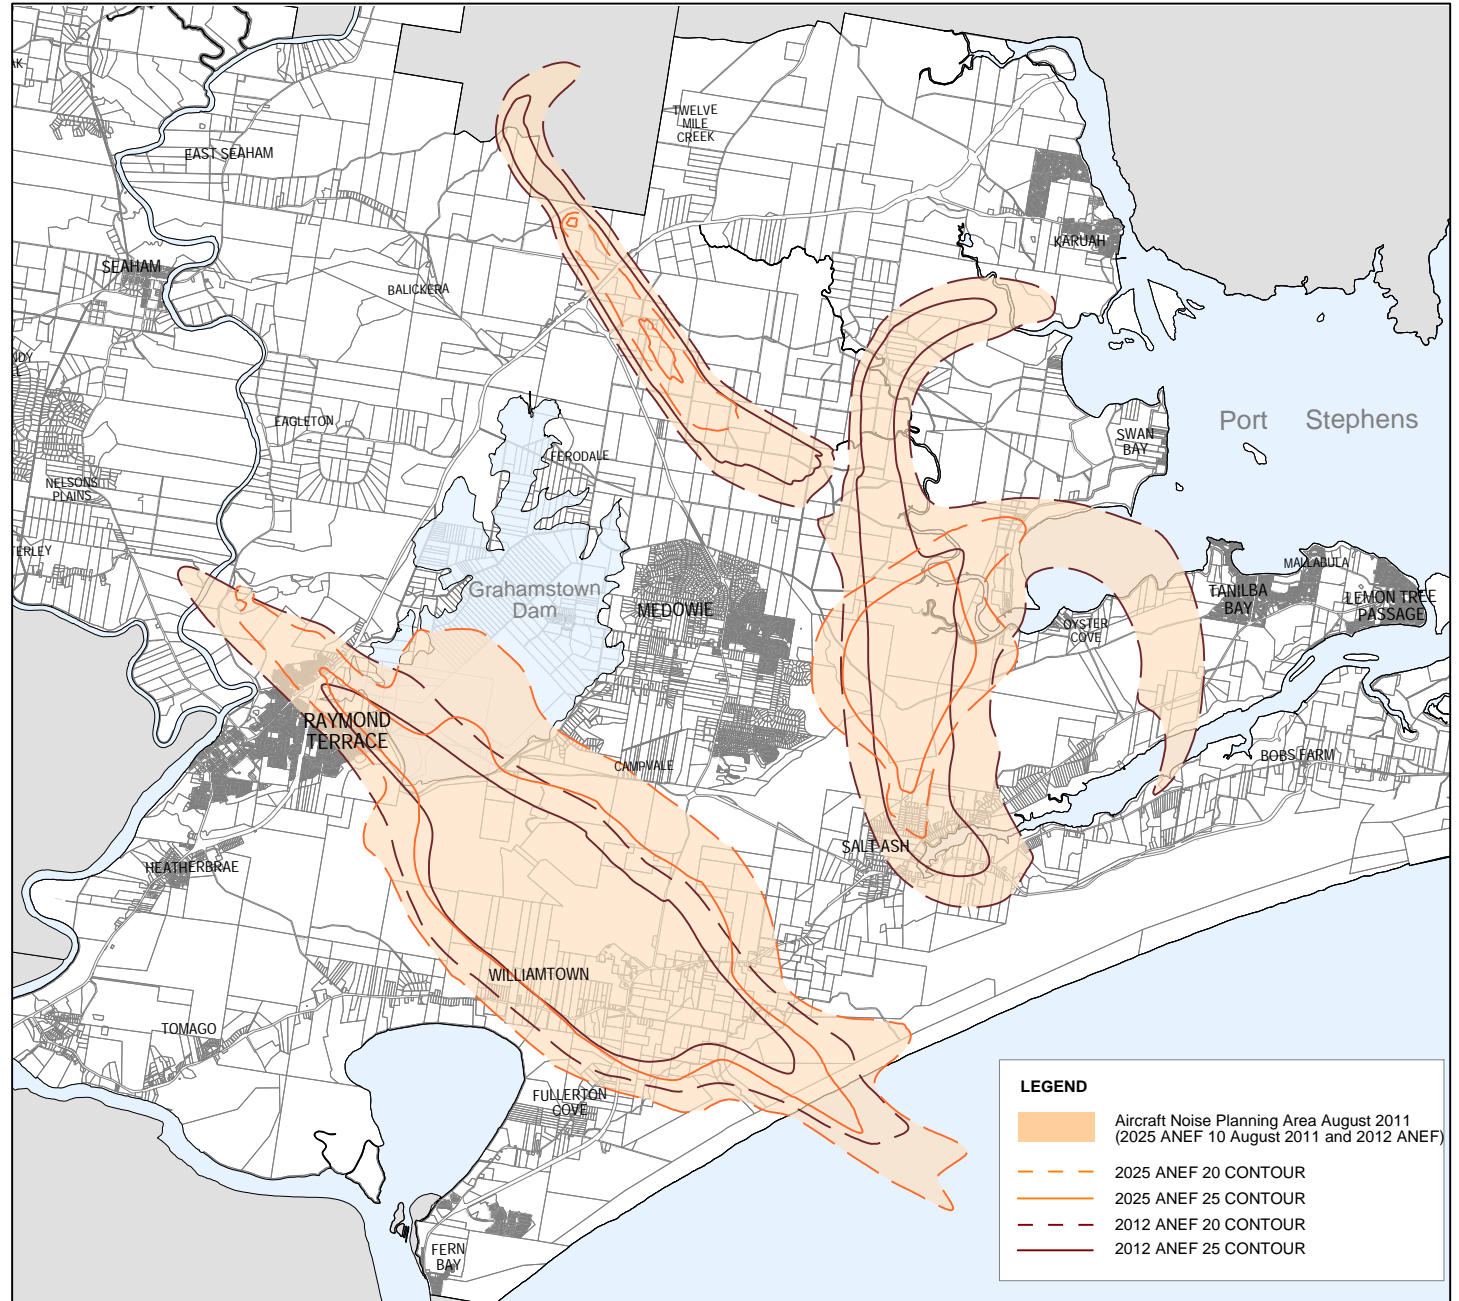 TWELVE
MILE
CREEK
EAST SEAHAM
KARUAH
SEAHAM
BALICKERA
Port Stephens
EAGLETON
SWAN
BAY
FERODALE
NELSONS
PLAINS
TERLEY
MALLABULA
Grahamstown
Dam
MEDOWIE
TANILBA
BAY
LEMON TREE
PASSAGE
OYSTER
COVE
RAYMOND
TERRACE
CAMPVALE
BOBS FARM
SALT ASH
HEATHERBRAE
WILLIAMTOWN
TOMAGO
FULLERTON
COVE
FERN
BAY
LEGEND
Aircraft Noise Planning Area August 2011
(2025 ANEF 10 August 2011 and 2012 ANEF)
2025 ANEF 20 CONTOUR
2025 ANEF 25 CONTOUR
2012 ANEF 20 CONTOUR
2012 ANEF 25 CONTOUR